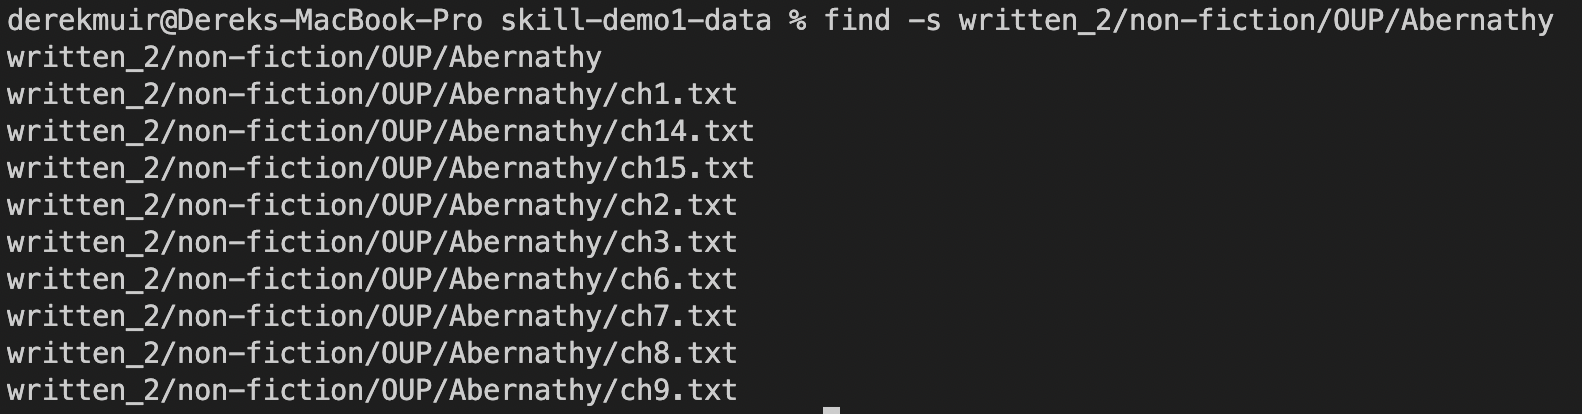 derekmuir@Dereks-MacBook-Pro skill-demo1-data % find -s written_2/non-fiction/OUP/Abernathy
written_2/non-fiction/OUP/Abernathy
written_2/non-fiction/OUP/Abernathy/ch1.txt
written_2/non-fiction/OUP/Abernathy/ch14.txt
written_2/non-fiction/OUP/Abernathy/ch15.txt
written_2/non-fiction/OUP/Abernathy/ch2.txt
written_2/non-fiction/OUP/Abernathy/ch3.txt
written_2/non-fiction/OUP/Abernathy/ch6.txt
written_2/non-fiction/OUP/Abernathy/ch7.txt
written_2/non-fiction/OUP/Abernathy/ch8.txt
written_2/non-fiction/OUP/Abernathy/ch9.txt